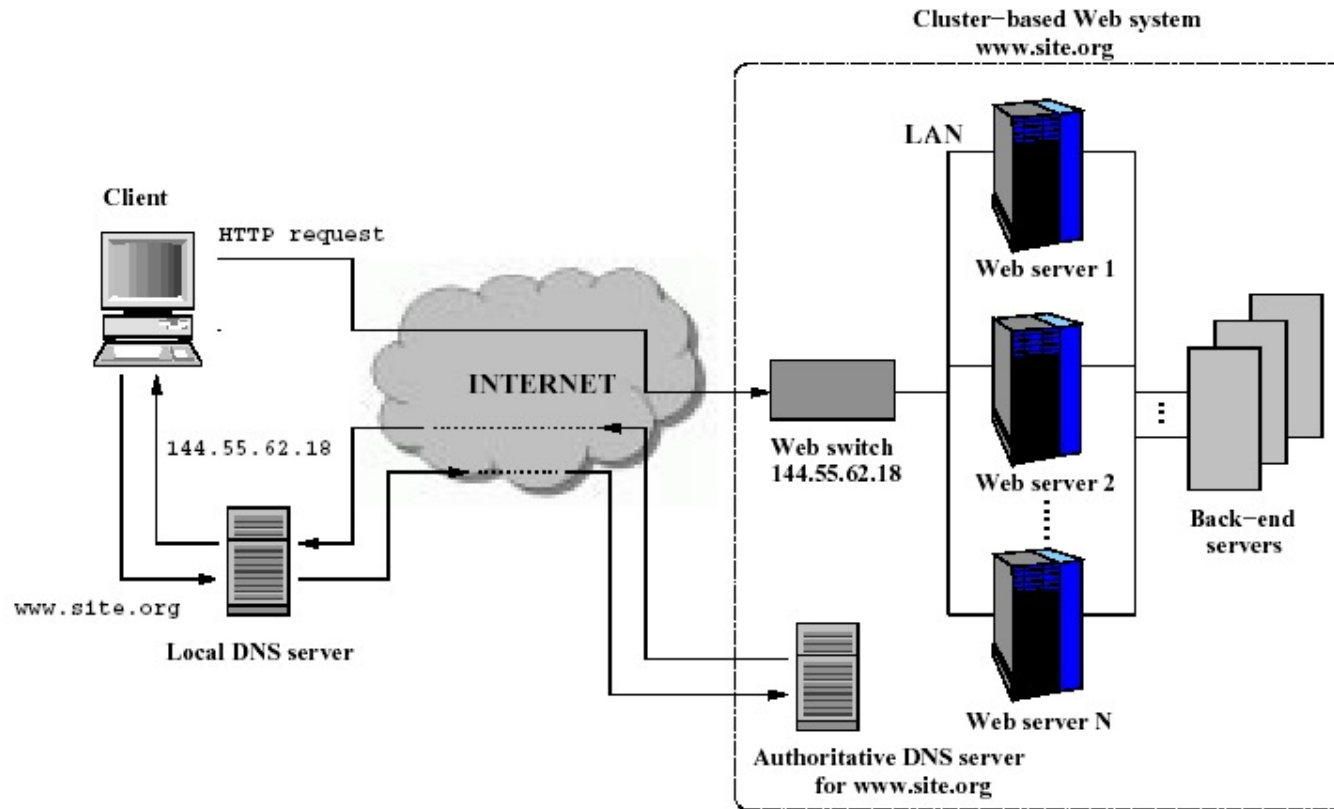 Cluster-based Web system
www.site.org
LAN
Client
HTTP request
Web server 1
INTERNET
Web switch
144.55.62.18
144.55.62.18
Web server 2
Back-end
servers
www.site.org
Local DNS server
Web server N
Authoritative DNS server
for www.site.org